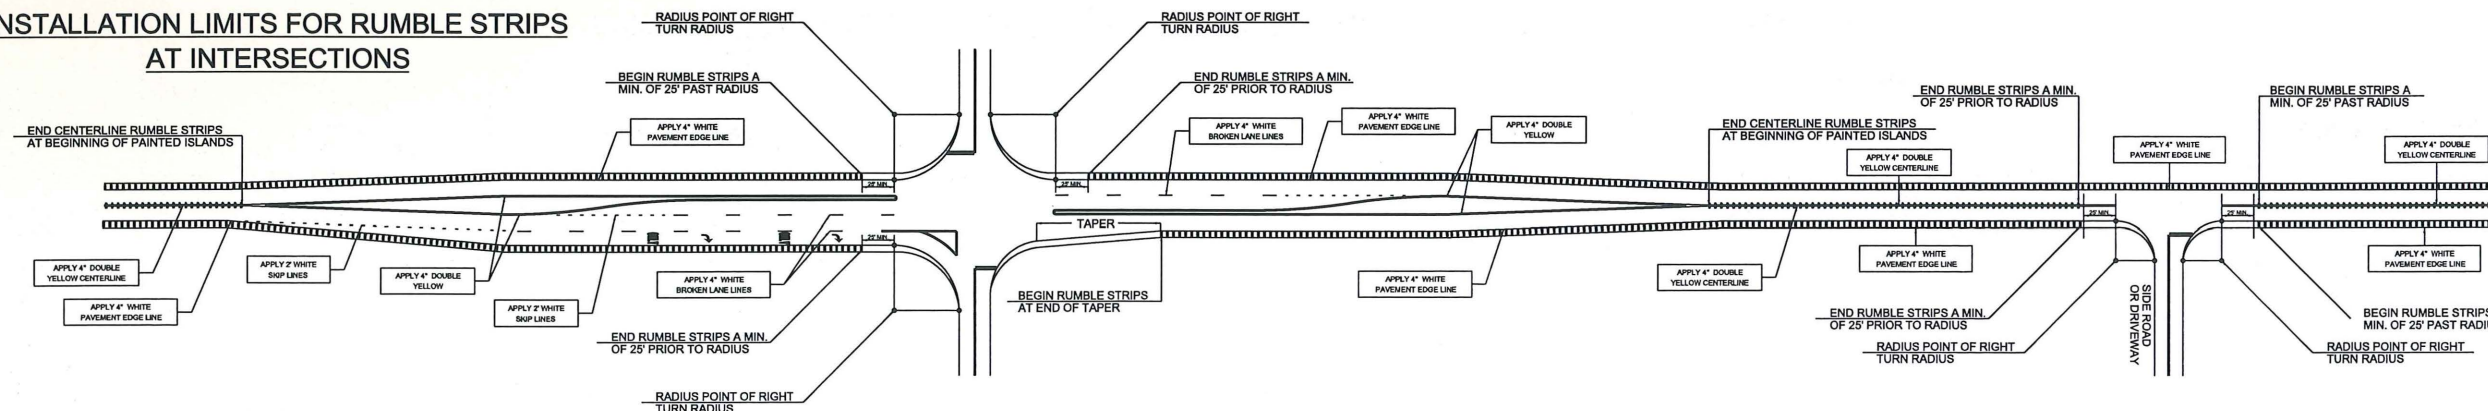 NSTALLATION LIMITS FOR RUMBLE STRIPS
AT INTERSECTIONS
RADIUS POINT OF RIGHT
TURN RADIUS
RADIUS POINT OF RIGHT
TURN RADIUS
BEGIN RUMBLE STRIPS A
MIN. OF 25' PAST RADIUS
END RUMBLE STRIPS A MIN.
OF 25' PRIOR TO RADIUS
END RUMBLE STRIPS A MIN.
OF 25' PRIOR TO RADIUS
BEGIN RUMBLE STRIPS A
MIN. OF 25' PAST RADIUS
END CENTERLINE RUMBLE STRIPS
AT BEGINNING OF PAINTED ISLANDS
APPLY 4" WHITE
PAVEMENT EDGE LINE
APPLY 4" WHITE
BROKEN LANE LINES
APPLY 4" WHITE
PAVEMENT EDGE LINE
APPLY 4" DOUBLE
YELLOW
END CENTERLINE RUMBLE STRIPS
AT BEGINNING OF PAINTED ISLANDS
APPLY 4" DOUBLE
YELLOW CENTERLINE
APPLY 4" WHITE
PAVEMENT EDGE LINE
APPLY 4" DOUBLE
YELLOW CENTERLINE
25' MIN.
25' MIN.
25' MIN.
25' MIN.
25' MIN.
TAPER
APPLY 4" DOUBLE
YELLOW CENTERLINE
APPLY 2' WHITE
SKIP LINES
APPLY 4" DOUBLE
YELLOW
APPLY 4" WHITE
BROKEN LANE LINES
APPLY 4" WHITE
PAVEMENT EDGE LINE
APPLY 4" DOUBLE
YELLOW CENTERLINE
APPLY 4" WHITE
PAVEMENT EDGE LINE
APPLY 4" WHITE
PAVEMENT EDGE LINE
APPLY 4" WHITE
PAVEMENT EDGE LINE
APPLY 2' WHITE
SKIP LINES
BEGIN RUMBLE STRIPS
AT END OF TAPER
SIDE ROAD
OR DRIVEWAY
END RUMBLE STRIPS A MIN.
OF 25' PRIOR TO RADIUS
END RUMBLE STRIPS A MIN.
OF 25' PRIOR TO RADIUS
BEGIN RUMBLE STRIPS
MIN. OF 25' PAST RADI
RADIUS POINT OF RIGHT
TURN RADIUS
RADIUS POINT OF RIGHT
TURN RADIUS
RADIUS POINT OF RIGHT
TURN RADIUS